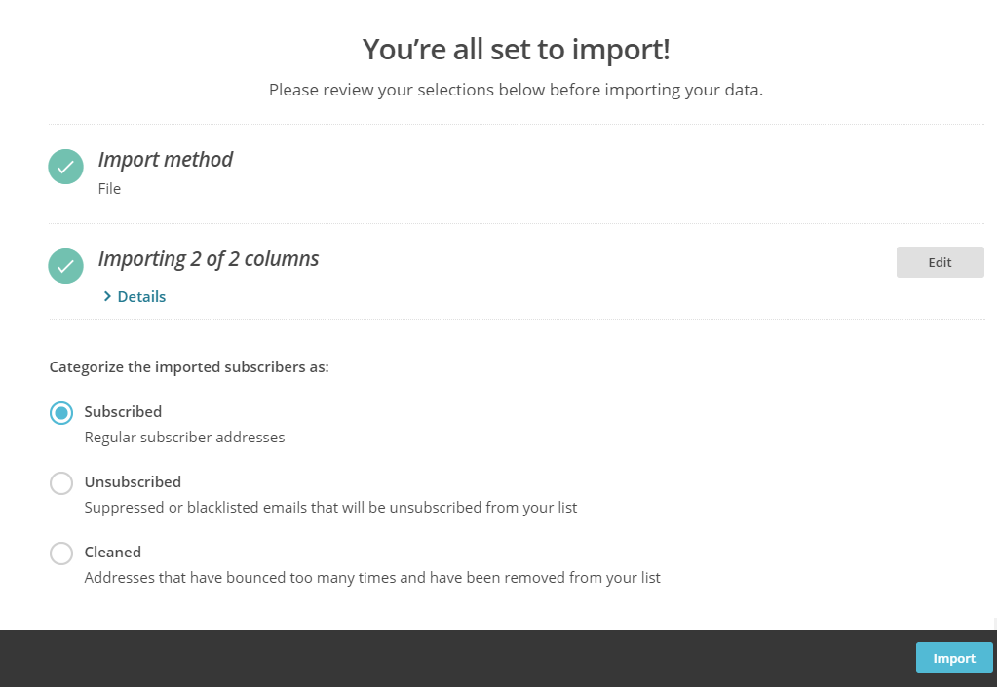 You’re all set to import!
Please review your selections below before importing your data.
Import method
File
Importing 2 of 2 columns
Edit
Details
Categorize the imported subscribers as:
Subscribed
Regular subscriber addresses
Unsubscribed
Suppressed or blacklisted emails that will be unsubscribed from your list
Cleaned
Addresses that have bounced too many times and have been removed from your list
Import